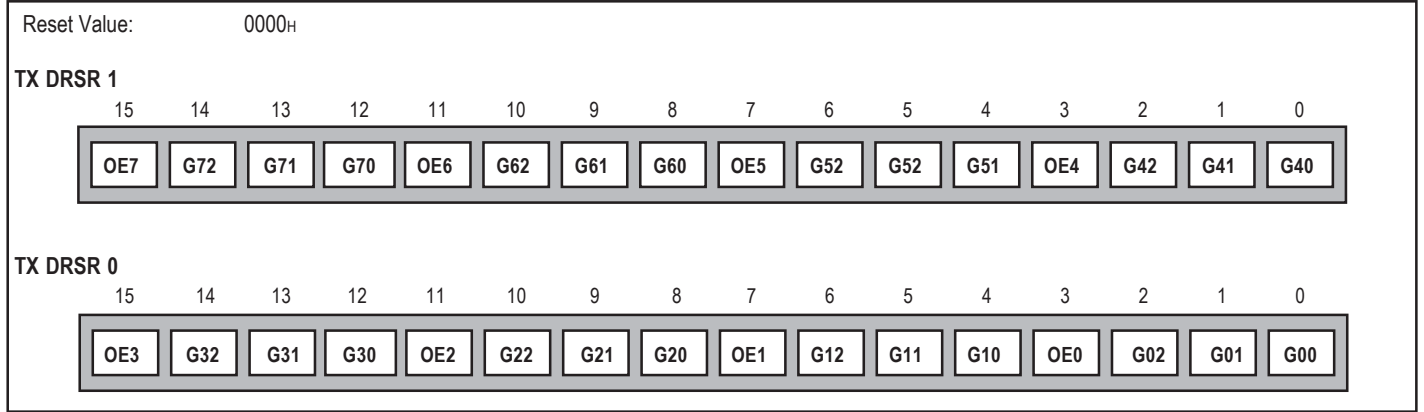 Reset Value: 0000H
TX DRSR 1
15 14 13 12 11 10 9 8 7 6 5 4 3 2 1 0
OE7 G72 G71 G70 OE6 G62 G61 G60 OE5 G52 G52 G51 OE4 G42 G41 G40
TX DRSR 0
15 14 13 12 11 10 9 8 7 6 5 4 3 2 1 0
OE3 G32 G31 G30 OE2 G22 G21 G20 OE1 G12 G11 G10 OE0 G02 G01 G00